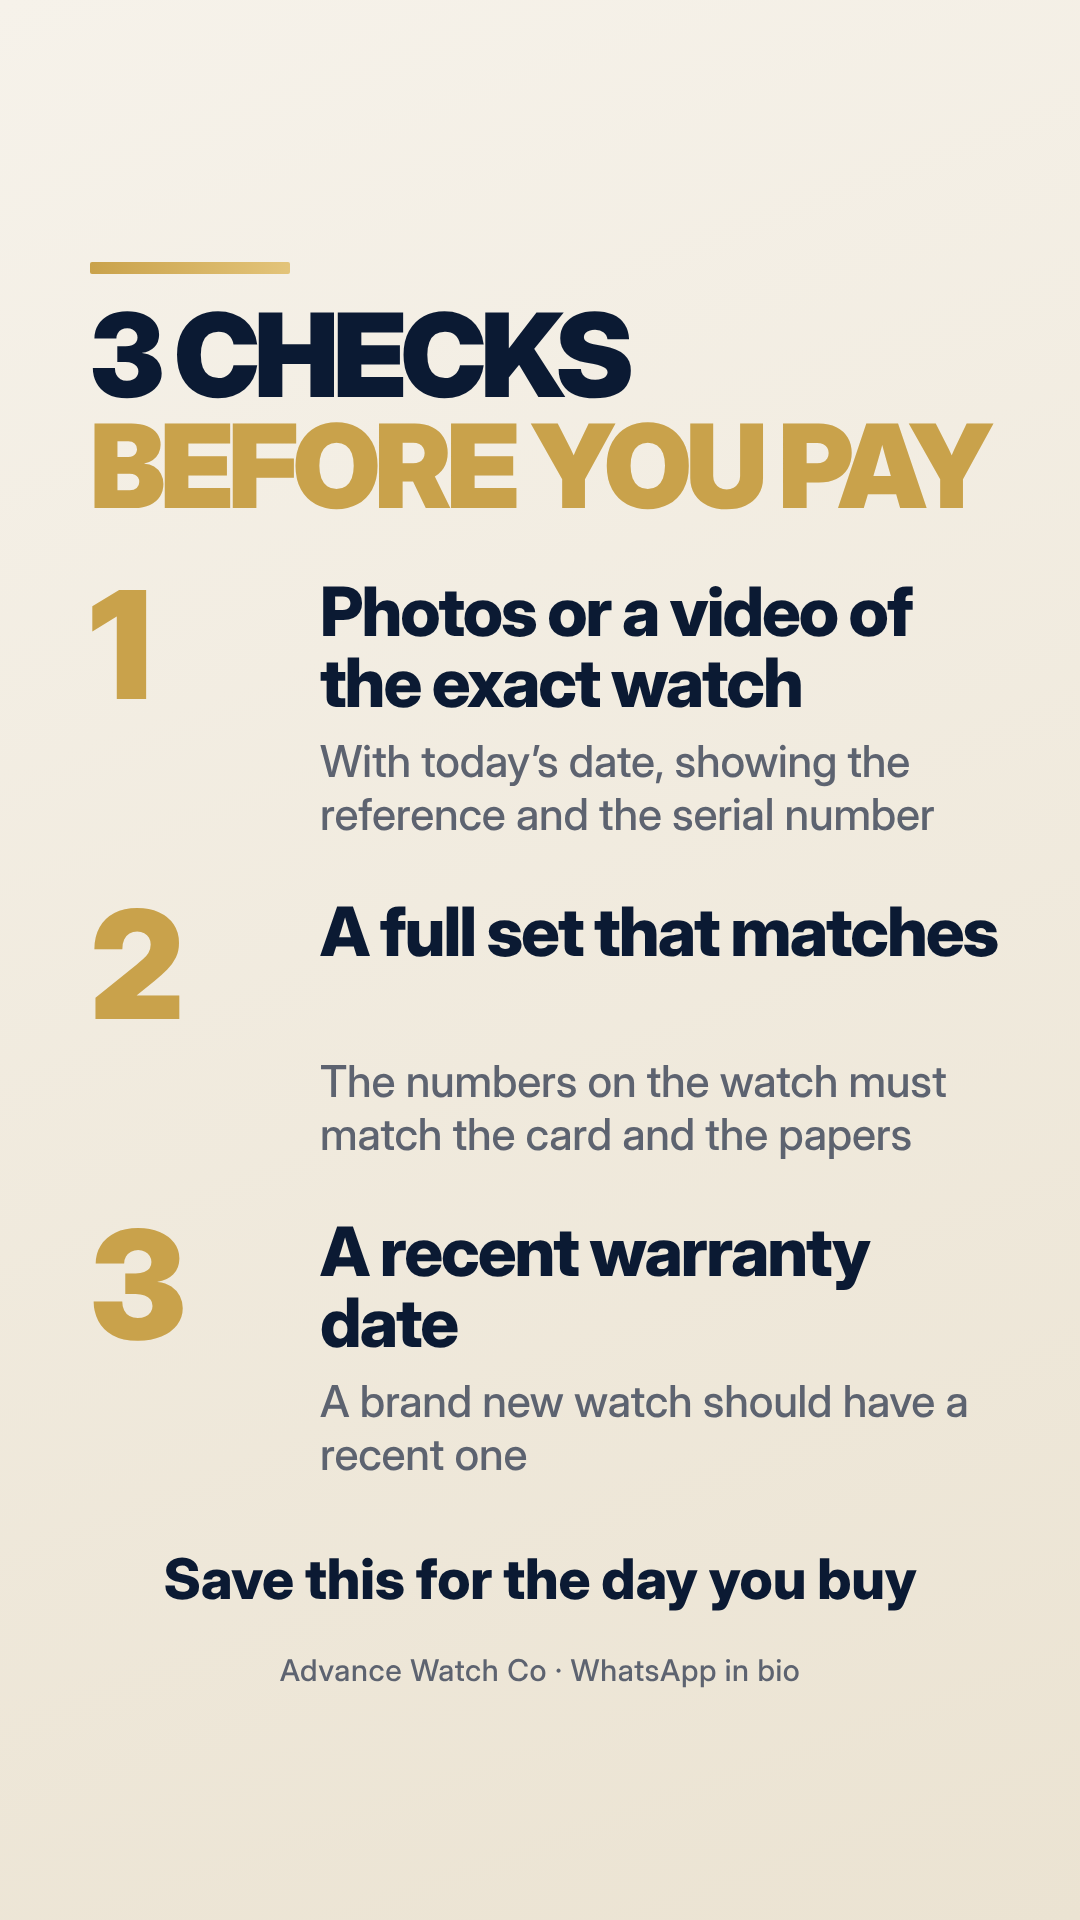 3 CHECKS
BEFORE YOU PAY
1
Photos or a video of
the exact watch
With today’s date, showing the
reference and the serial number
2
A full set that matches
The numbers on the watch must
match the card and the papers
3
A recent warranty
date
A brand new watch should have a
recent one
Save this for the day you buy
Advance Watch Co · WhatsApp in bio